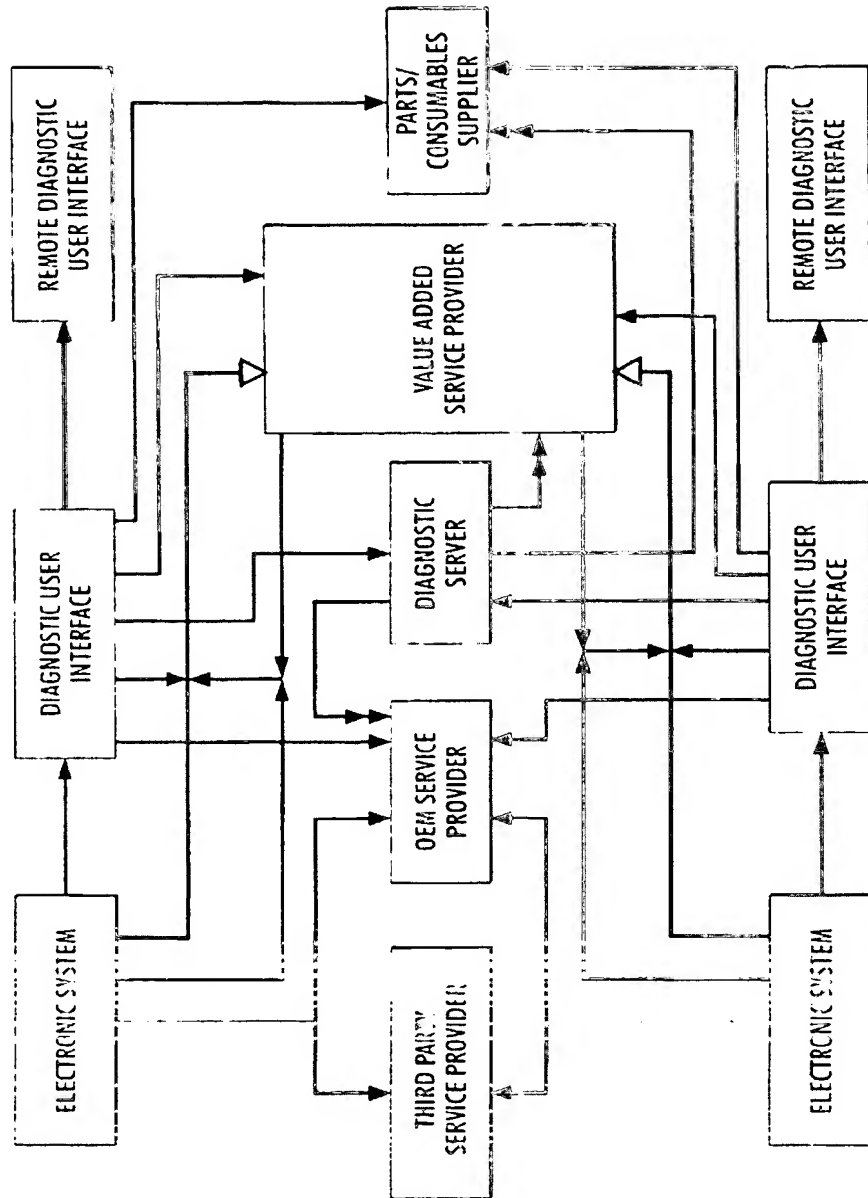 REMOTE DIAGNOSTIC
USER INTERFACE
PARTS/
CONSUMABLES
SUPPLIER
REMOTE DIAGNOSTIC
USER INTERFACE
VALUE ADDED
SERVICE PROVIDER
DIAGNOSTIC USER
INTERFACE
DIAGNOSTIC
SERVER
DIAGNOSTIC USER
INTERFACE
OEM SERVICE
PROVIDER
ELECTRONIC SYSTEM
THIRD PARTY
SERVICE PROVIDER
ELECTRONIC SYSTEM